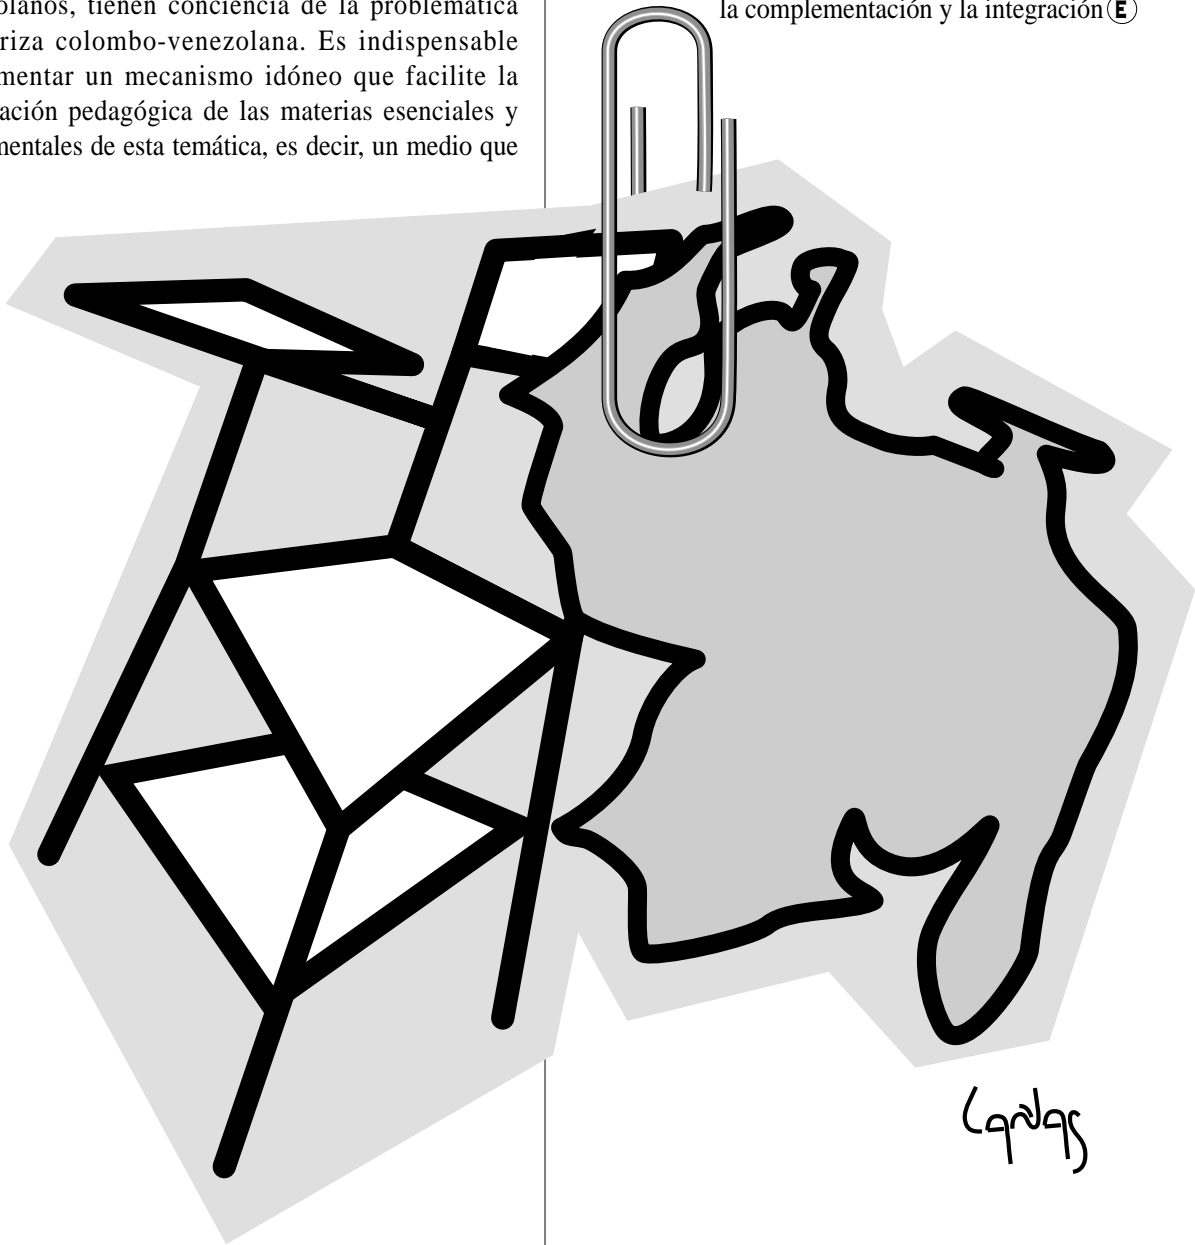 olanos, tienen conciencia de la problemática
riza colombo-venezolana. Es indispensable
mentar un mecanismo idóneo que facilite la
ación pedagógica de las materias esenciales y
mentales de esta temática, es decir, un medio que
la complementación y la integración E